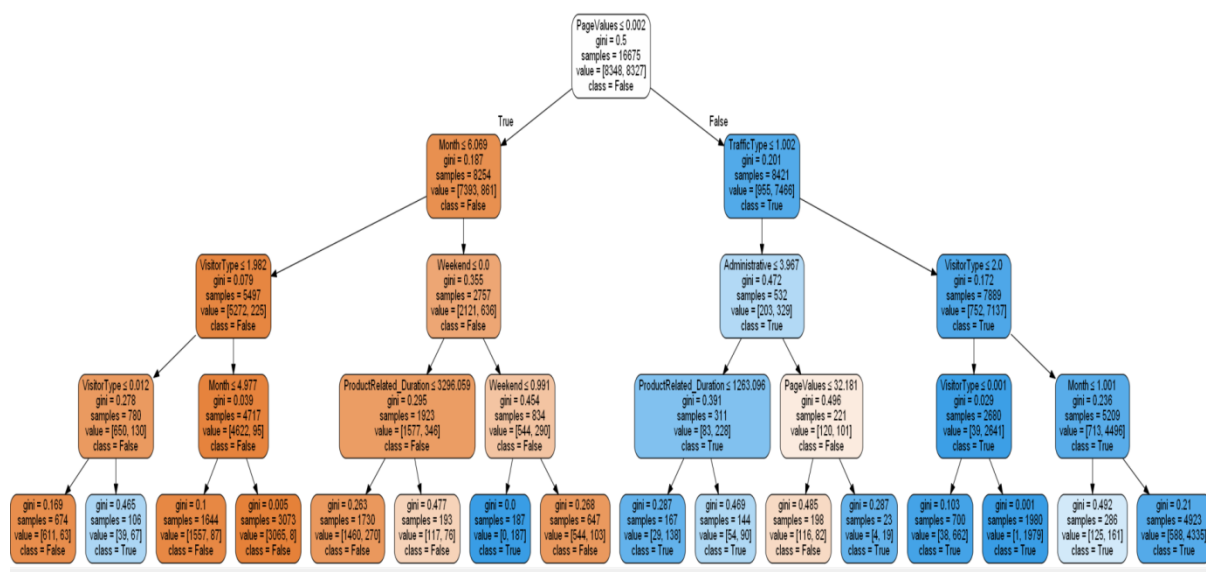 PageValues ≤ 0.002
gini = 0.5
samples = 16675
value = [8348, 8327]
class = False
True
False
Month ≤ 6.069
gini = 0.187
samples = 8254
value = [7393, 861]
class = False
TrafficType ≤ 1.002
gini = 0.201
samples = 8421
value = [955, 7466]
class = True
VisitorType ≤ 1.982
gini = 0.079
samples = 5497
value = [5272, 225]
class = False
Weekend ≤ 0.0
gini = 0.355
samples = 2757
value = [2121, 636]
class = False
Administrative ≤ 3.967
gini = 0.472
samples = 532
value = [203, 329]
class = True
VisitorType ≤ 2.0
gini = 0.172
samples = 7889
value = [752, 7137]
class = True
VisitorType ≤ 0.012
gini = 0.278
samples = 780
value = [650, 130]
class = False
Month ≤ 4.977
gini = 0.039
samples = 4717
value = [4622, 95]
class = False
ProductRelated_Duration ≤ 3296.059
gini = 0.295
samples = 1923
value = [1577, 346]
class = False
Weekend ≤ 0.991
gini = 0.454
samples = 834
value = [544, 290]
class = False
ProductRelated_Duration ≤ 1263.096
gini = 0.391
samples = 311
value = [83, 228]
class = True
PageValues ≤ 32.181
gini = 0.496
samples = 221
value = [120, 101]
class = False
VisitorType ≤ 0.001
gini = 0.029
samples = 2680
value = [39, 2641]
class = True
Month ≤ 1.001
gini = 0.236
samples = 5209
value = [713, 4496]
class = True
gini = 0.169
samples = 674
value = [611, 63]
class = False
gini = 0.465
samples = 106
value = [39, 67]
class = True
gini = 0.1
samples = 1644
value = [1557, 87]
class = False
gini = 0.005
samples = 3073
value = [3065, 8]
class = False
gini = 0.263
samples = 1730
value = [1460, 270]
class = False
gini = 0.477
samples = 193
value = [117, 76]
class = False
gini = 0.0
samples = 187
value = [0, 187]
class = True
gini = 0.268
samples = 647
value = [544, 103]
class = False
gini = 0.287
samples = 167
value = [29, 138]
class = True
gini = 0.469
samples = 144
value = [54, 90]
class = True
gini = 0.485
samples = 198
value = [116, 82]
class = False
gini = 0.287
samples = 23
value = [4, 19]
class = True
gini = 0.103
samples = 700
value = [38, 662]
class = True
gini = 0.001
samples = 1980
value = [1, 1979]
class = True
gini = 0.492
samples = 286
value = [125, 161]
class = True
gini = 0.21
samples = 4923
value = [588, 4335]
class = True